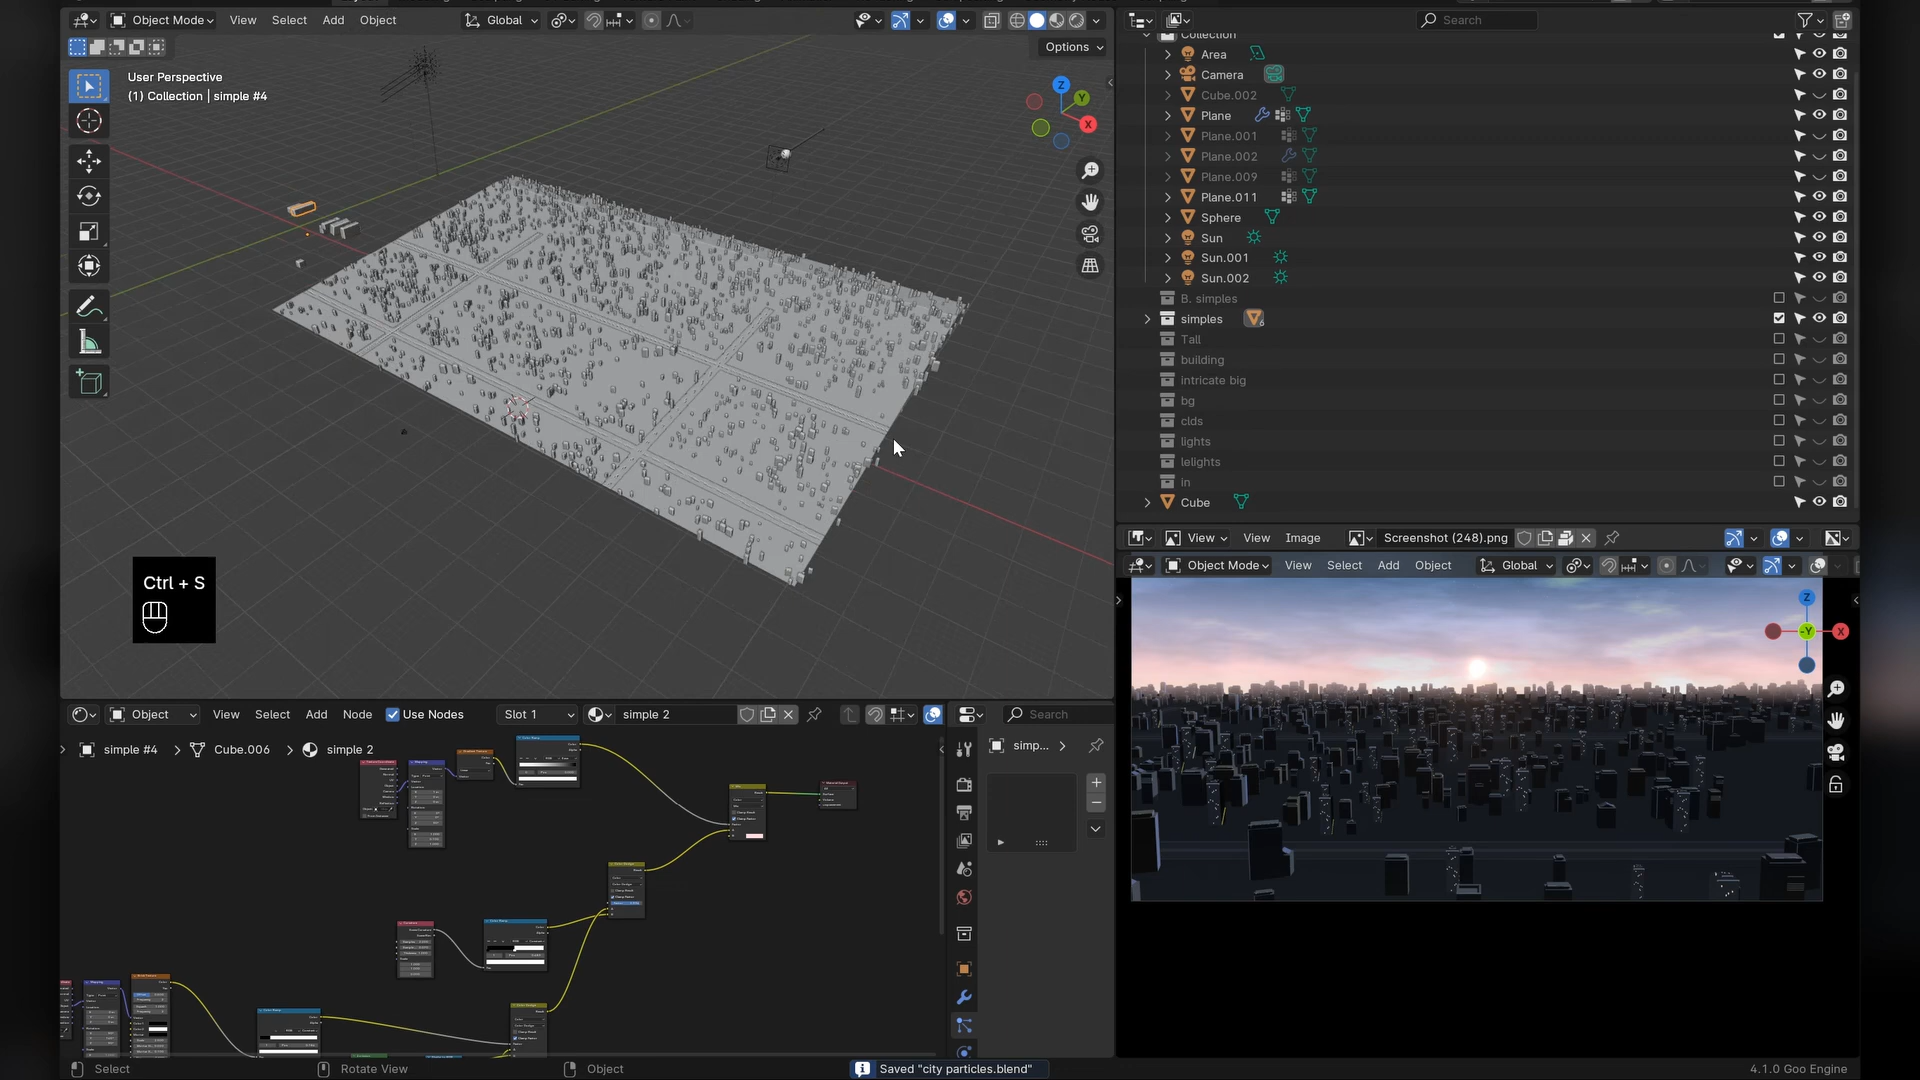 Object Mode View Select Add Object Global
Options
User Perspective
(1) Collection | simple #4
Z
Y
X
Ctrl + S
Search
Collection
Area
Camera
Cube.002
Plane
Plane.001
Plane.002
Plane.009
Plane.011
Sphere
Sun
Sun.001
Sun.002
B. simples
simples
Tall
building
intricate big
bg
clds
lights
lelights
in
Cube
View View Image Screenshot (248).png
Object Mode View Select Add Object Global
Z
-Y
X
Object View Select Add Node Use Nodes Slot 1 simple 2
simple #4 Cube.006 simple 2
Search
simp...
Select Rotate View Object Saved "city particles.blend" 4.1.0 Goo Engine